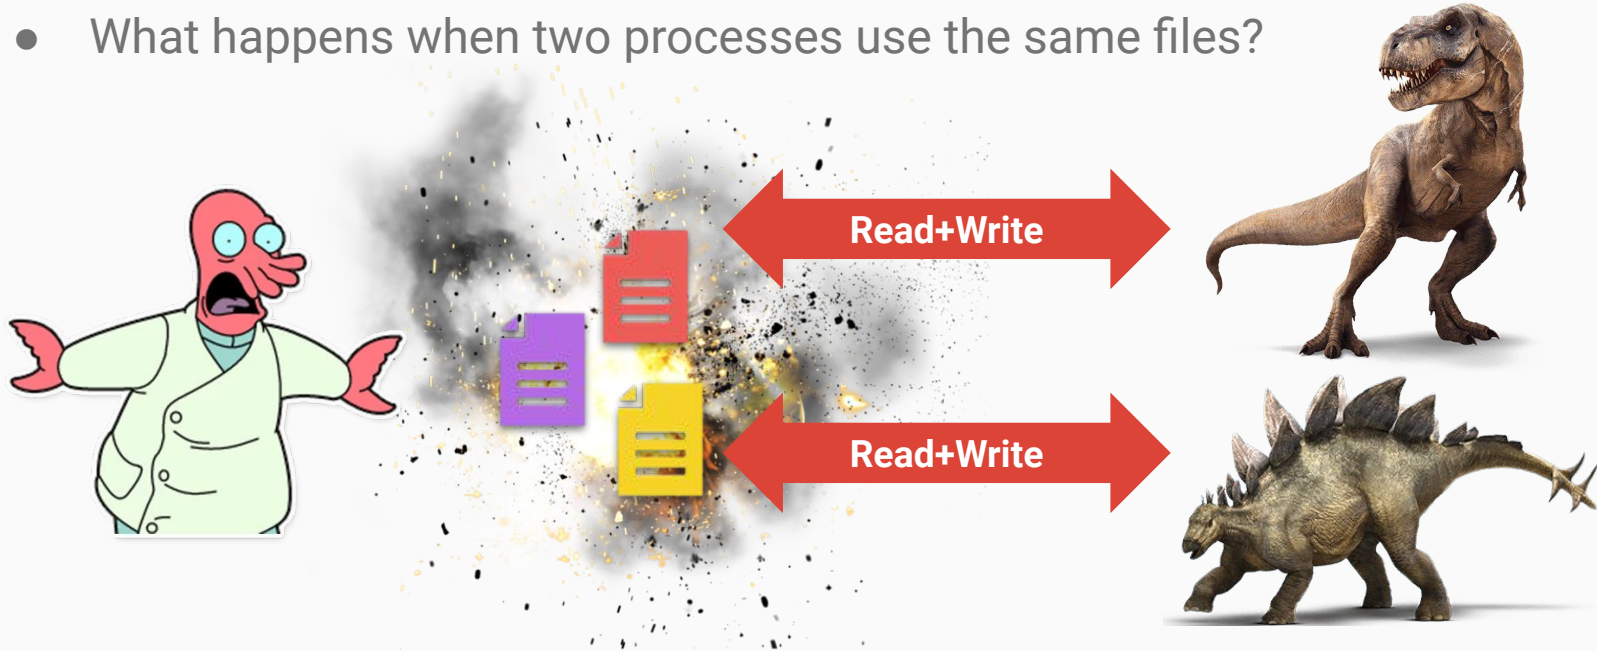 ● What happens when two processes use the same files?
Read+Write
Read+Write